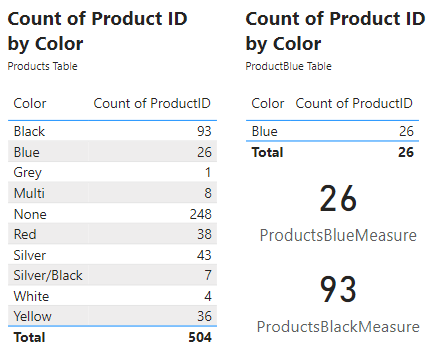 Count of Product ID
by Color
Products Table
Color Count of ProductID
Black 93
Blue 26
Grey 1
Multi 8
None 248
Red 38
Silver 43
Silver/Black 7
White 4
Yellow 36
Total 504
Count of Product ID
by Color
ProductBlue Table
Color Count of ProductID
Blue 26
Total 26
26
ProductsBlueMeasure
93
ProductsBlackMeasure